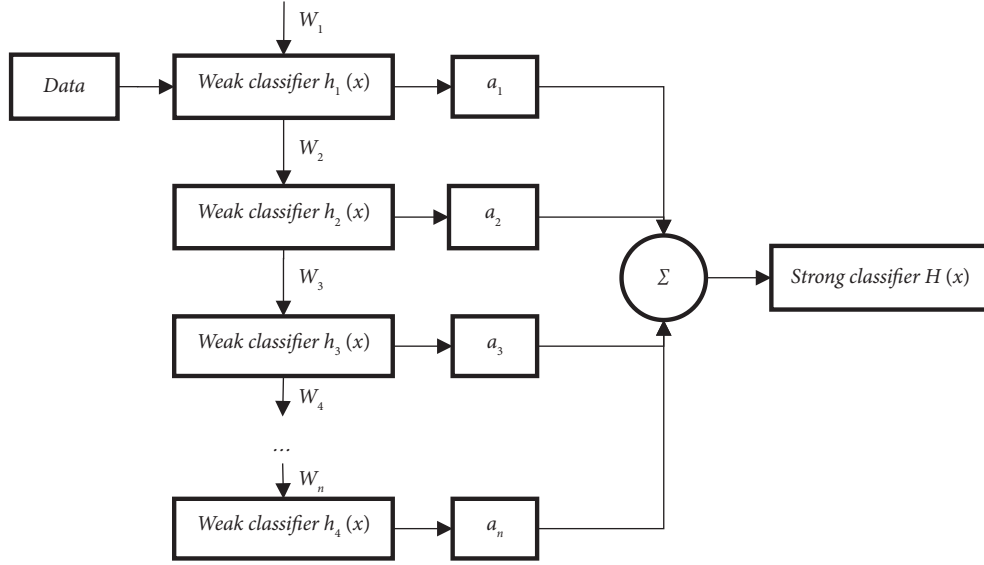 W₁
Data
Weak classifier h₁ (x)
a₁
W₂
Weak classifier h₂ (x)
a₂
W₃
Σ
Strong classifier H (x)
Weak classifier h₃ (x)
a₃
W₄
...
Wₙ
Weak classifier h₄ (x)
aₙ